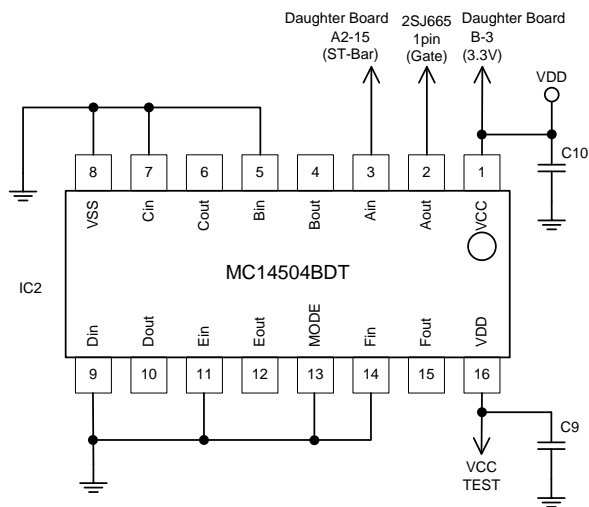 Daughter Board
A2-15
(ST-Bar)
2SJ665
1pin
(Gate)
Daughter Board
B-3
(3.3V)
VDD
C10
8 7 6 5 4 3 2 1
VSS Cin Cout Bin Bout Ain Aout VCC
IC2
MC14504BDT
Din Dout Ein Eout MODE Fin Fout VDD
9 10 11 12 13 14 15 16
C9
VCC
TEST